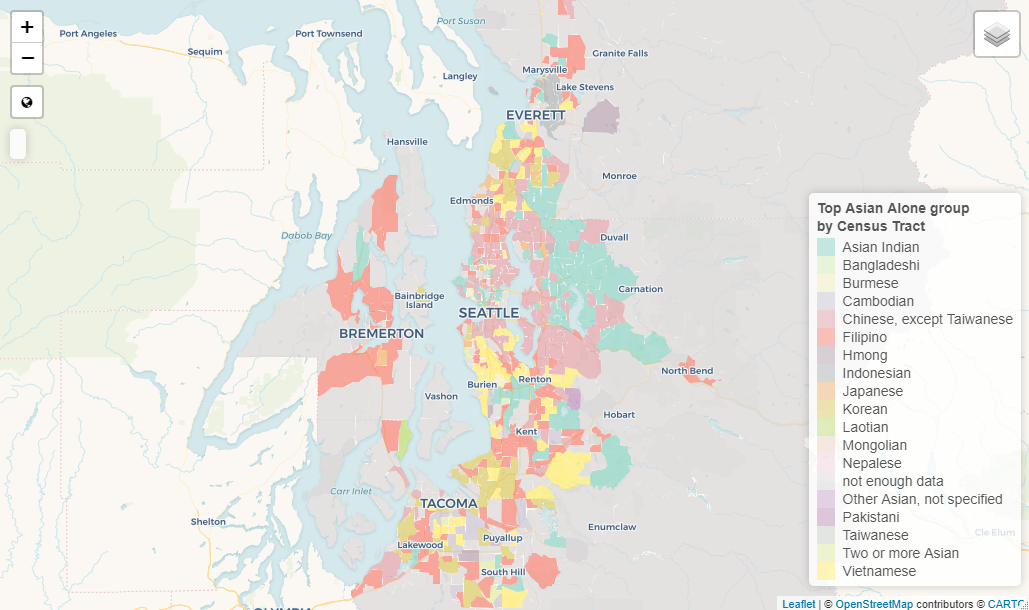 +
−
Port Angeles
Sequim
Port Townsend
Port Susan
Langley
Granite Falls
Marysville
Lake Stevens
EVERETT
Hansville
Monroe
Edmonds
Dabob Bay
Duvall
Bainbridge
Island
Carnation
SEATTLE
BREMERTON
North Bend
Burien
Renton
Vashon
Hobart
Kent
Carr Inlet
TACOMA
Shelton
Enumclaw
Lakewood
Puyallup
South Hill
OLYMPIA
Cle Elum
Top Asian Alone group
by Census Tract
Asian Indian
Bangladeshi
Burmese
Cambodian
Chinese, except Taiwanese
Filipino
Hmong
Indonesian
Japanese
Korean
Laotian
Mongolian
Nepalese
not enough data
Other Asian, not specified
Pakistani
Taiwanese
Two or more Asian
Vietnamese
Leaflet | © OpenStreetMap contributors © CARTO